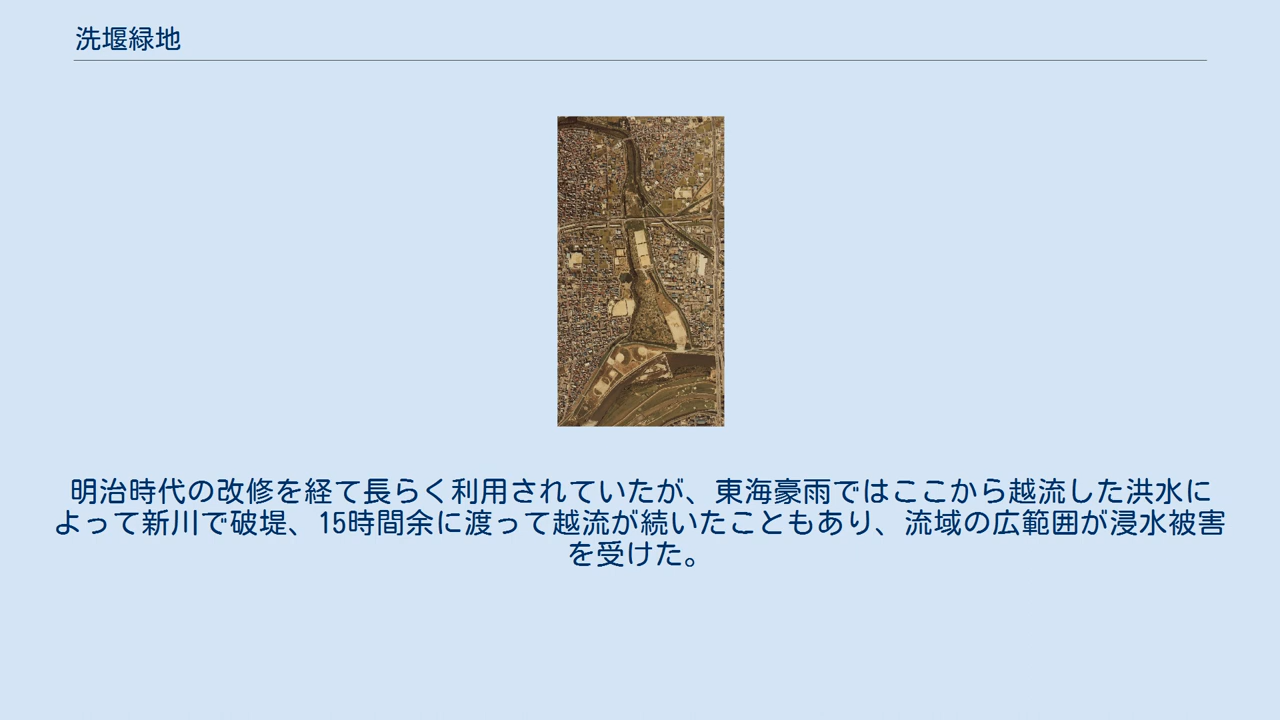 洗堰緑地
明治時代の改修を経て長らく利用されていたが、東海豪雨ではここから越流した洪水に
よって新川で破堤、15時間余に渡って越流が続いたこともあり、流域の広範囲が浸水被害
を受けた。